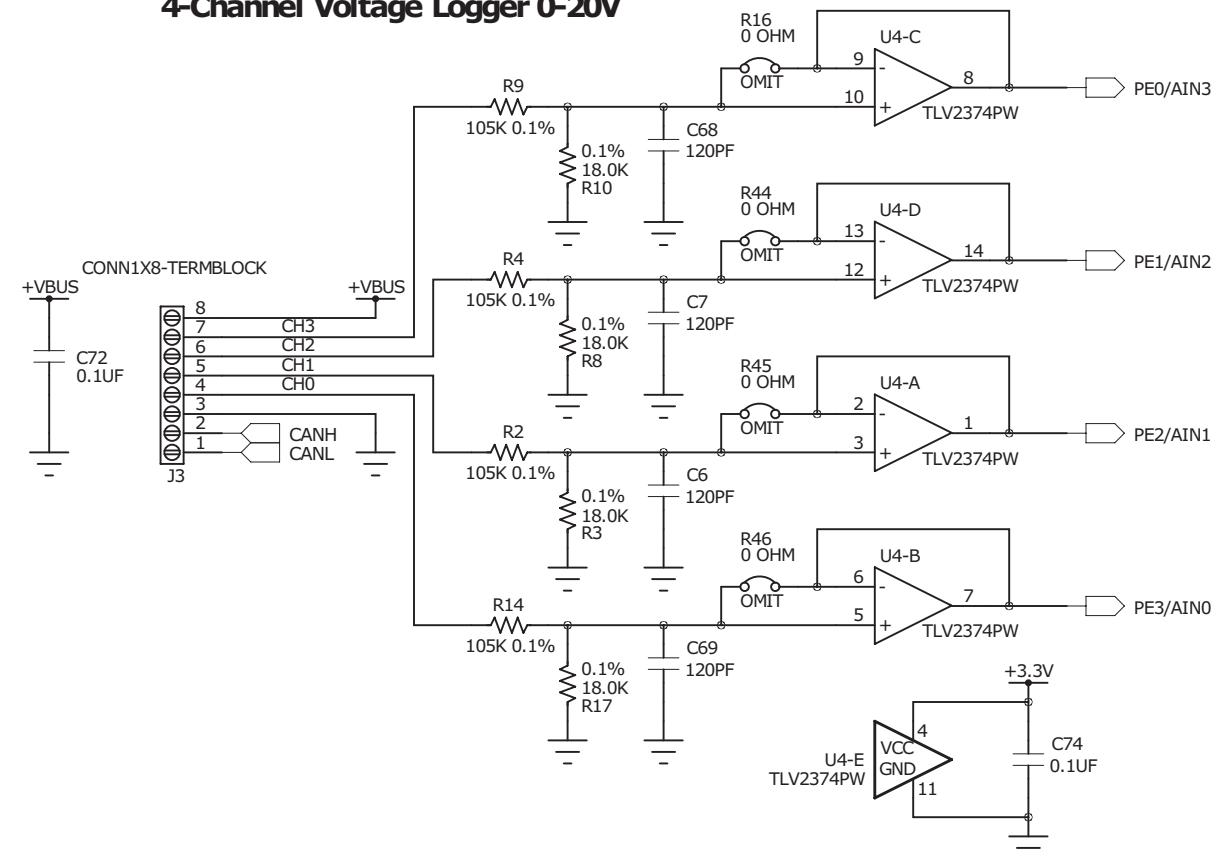 4-Channel Voltage Logger 0-20V
R16
0 OHM
OMIT
U4-C
9
-
8
10
+
TLV2374PW
PE0/AIN3
R9
105K 0.1%
0.1%
18.0K
R10
C68
120PF
R44
0 OHM
OMIT
U4-D
13
-
14
12
+
TLV2374PW
PE1/AIN2
R4
105K 0.1%
0.1%
18.0K
R8
C7
120PF
CONN1X8-TERMBLOCK
+VBUS
+VBUS
C72
0.1UF
8
7
CH3
6
CH2
5
CH1
4
CH0
3
2
CANH
1
CANL
J3
R45
0 OHM
OMIT
U4-A
2
-
1
3
+
TLV2374PW
PE2/AIN1
R2
105K 0.1%
0.1%
18.0K
R3
C6
120PF
R46
0 OHM
OMIT
U4-B
6
-
7
5
+
TLV2374PW
PE3/AIN0
R14
105K 0.1%
0.1%
18.0K
R17
C69
120PF
+3.3V
4
VCC
GND
11
U4-E
TLV2374PW
C74
0.1UF